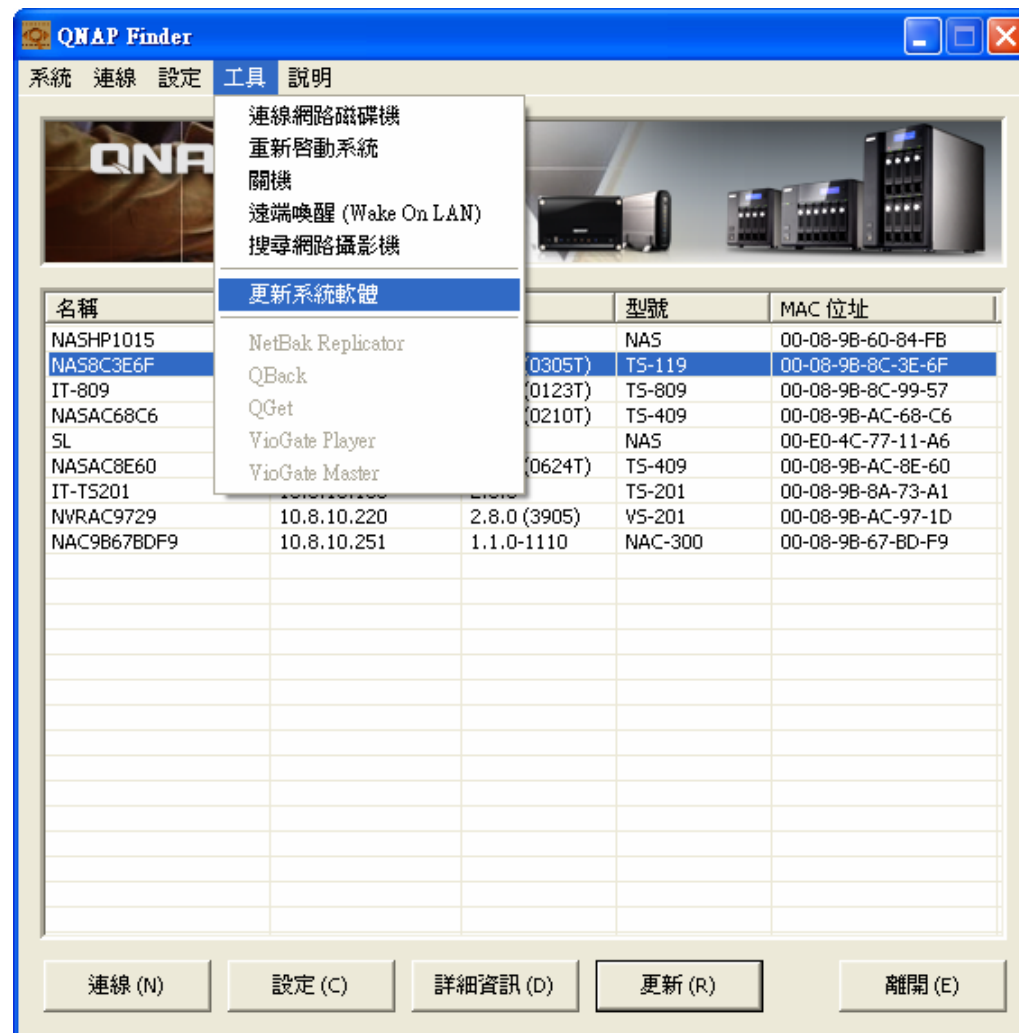 QNAP Finder
系統 連線 設定 工具 說明
連線網路磁碟機
重新啓動系統
關機
遠端喚醒 (Wake On LAN)
搜尋網路攝影機
更新系統軟體
NetBak Replicator
QBack
QGet
VioGate Player
VioGate Master
名稱 型號 MAC 位址
NASHP1015 NAS 00-08-9B-60-84-FB
NAS8C3E6F (0305T) TS-119 00-08-9B-8C-3E-6F
IT-809 (0123T) TS-809 00-08-9B-8C-99-57
NASAC68C6 (0210T) TS-409 00-08-9B-AC-68-C6
SL NAS 00-E0-4C-77-11-A6
NASAC8E60 (0624T) TS-409 00-08-9B-AC-8E-60
IT-TS201 TS-201 00-08-9B-8A-73-A1
NVRAC9729 10.8.10.220 2.8.0 (3905) VS-201 00-08-9B-AC-97-1D
NAC9B67BDF9 10.8.10.251 1.1.0-1110 NAC-300 00-08-9B-67-BD-F9
連線 (N) 設定 (C) 詳細資訊 (D) 更新 (R) 離開 (E)